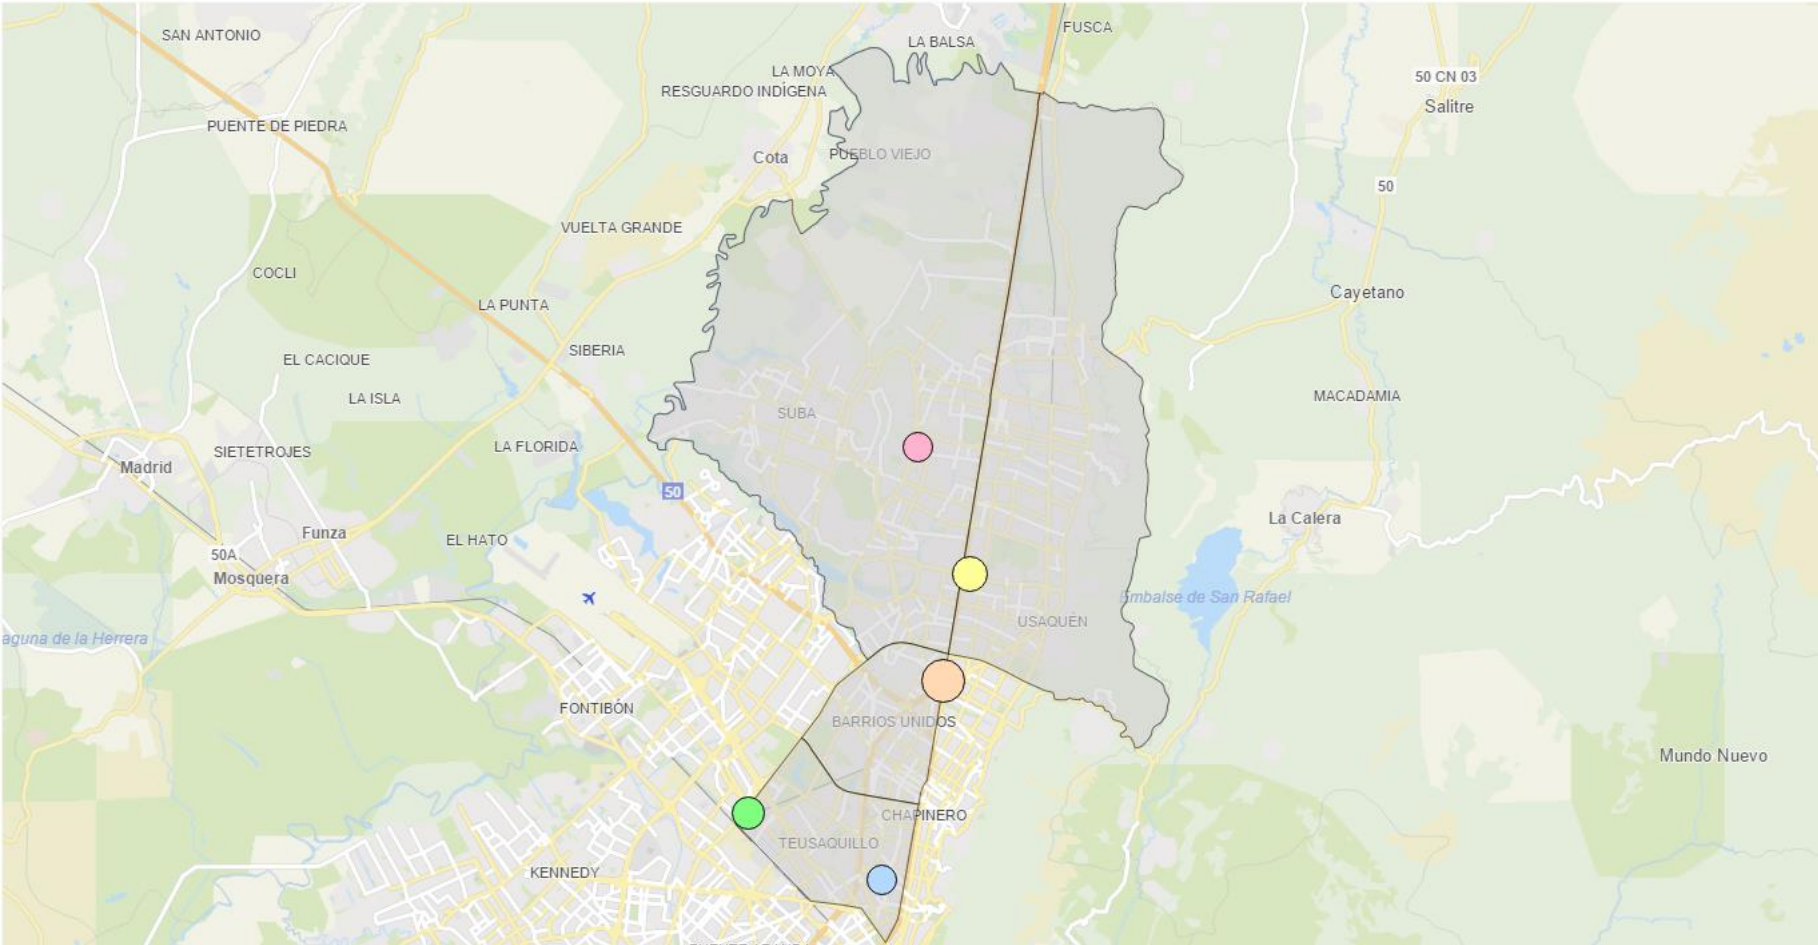 FUSCA
SAN ANTONIO
LA BALSA
LA MOYA
50 CN 03
RESGUARDO INDÍGENA
Salitre
PUENTE DE PIEDRA
Cota
PUEBLO VIEJO
50
VUELTA GRANDE
COCLI
Cayetano
LA PUNTA
SIBERIA
EL CACIQUE
MACADAMIA
LA ISLA
SUBA
LA FLORIDA
SIETETROJES
Madrid
50
La Calera
Funza
EL HATO
50A
Mosquera
Embalse de San Rafael
USAQUÉN
aguna de la Herrera
FONTIBÓN
BARRIOS UNIDOS
Mundo Nuevo
CHAPINERO
TEUSAQUILLO
KENNEDY